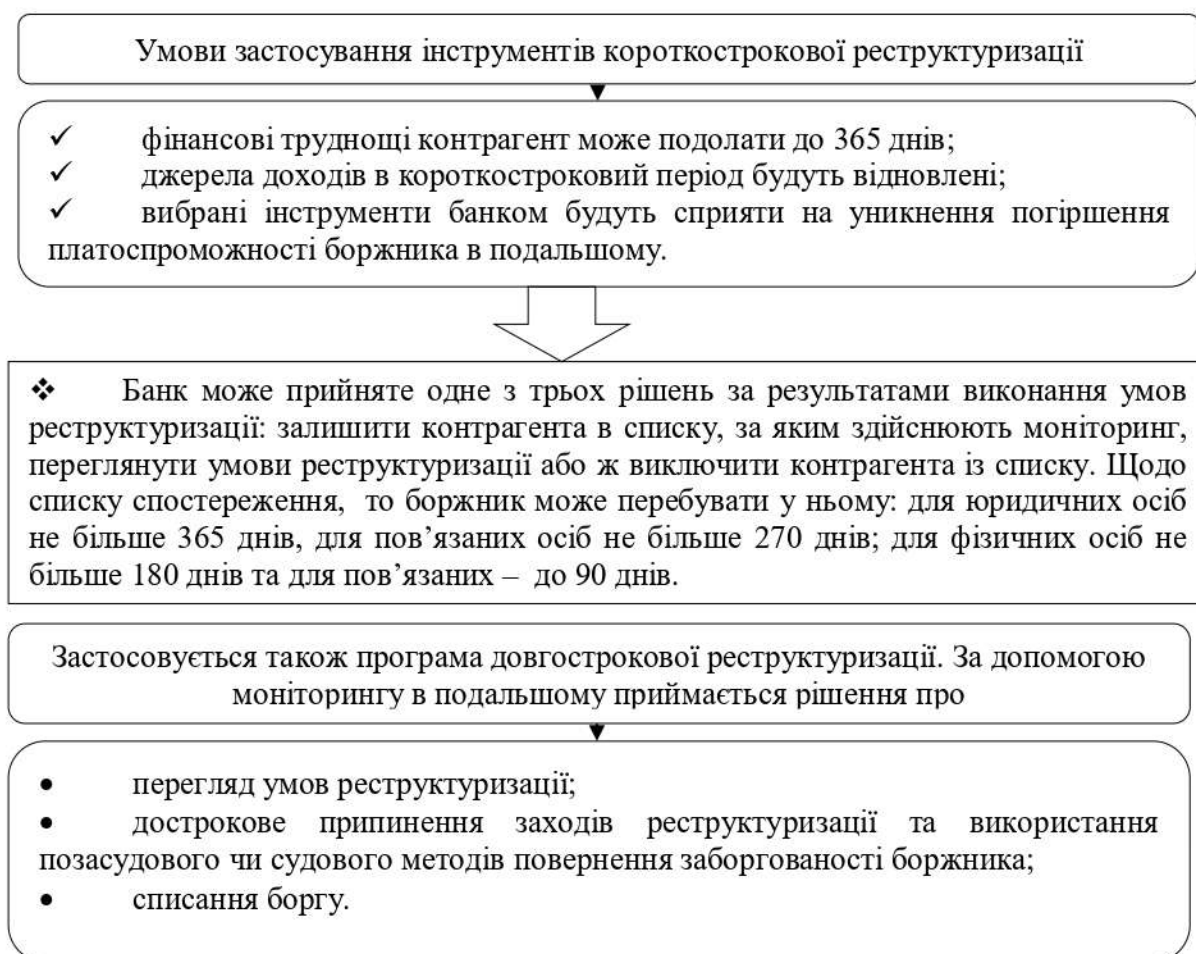 Умови застосування інструментів короткострокової реструктуризації
✓ фінансові труднощі контрагент може подолати до 365 днів;
✓ джерела доходів в короткостроковий період будуть відновлені;
✓ вибрані інструменти банком будуть сприяти на уникнення погіршення
платоспроможності боржника в подальшому.
❖ Банк може прийняте одне з трьох рішень за результатами виконання умов
реструктуризації: залишити контрагента в списку, за яким здійснюють моніторинг,
переглянути умови реструктуризації або ж виключити контрагента із списку. Щодо
списку спостереження, то боржник може перебувати у ньому: для юридичних осіб
не більше 365 днів, для пов’язаних осіб не більше 270 днів; для фізичних осіб не
більше 180 днів та для пов’язаних – до 90 днів.
Застосовується також програма довгострокової реструктуризації. За допомогою
моніторингу в подальшому приймається рішення про
• перегляд умов реструктуризації;
• дострокове припинення заходів реструктуризації та використання
позасудового чи судового методів повернення заборгованості боржника;
• списання боргу.